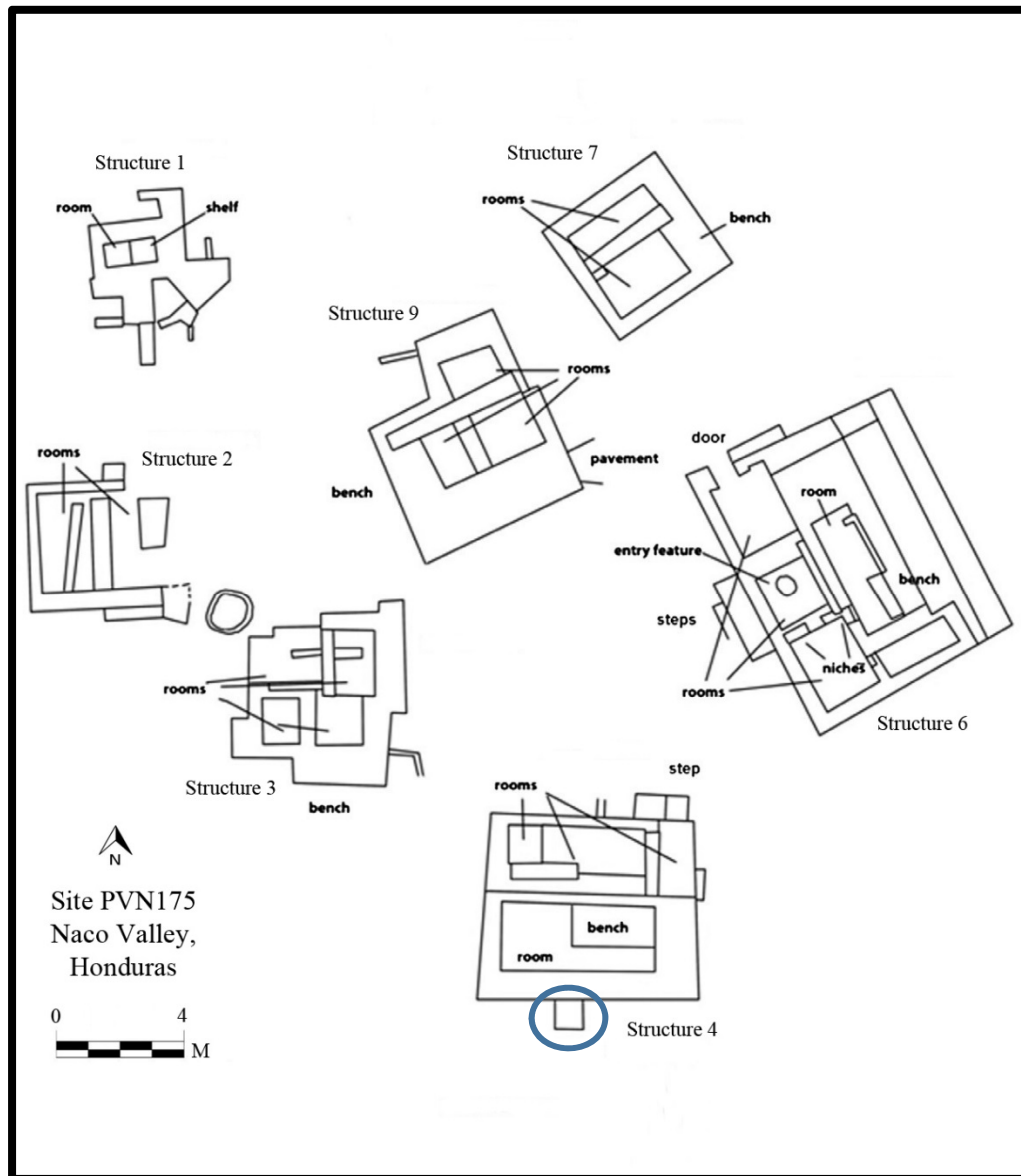 Structure 1
room
shelf
Structure 7
rooms
bench
Structure 9
rooms
pavement
bench
rooms
Structure 2
door
room
entry feature
bench
steps
niches
rooms
Structure 6
rooms
Structure 3
bench
step
rooms
bench
room
Structure 4
N
Site PVN175
Naco Valley,
Honduras
0 4
M